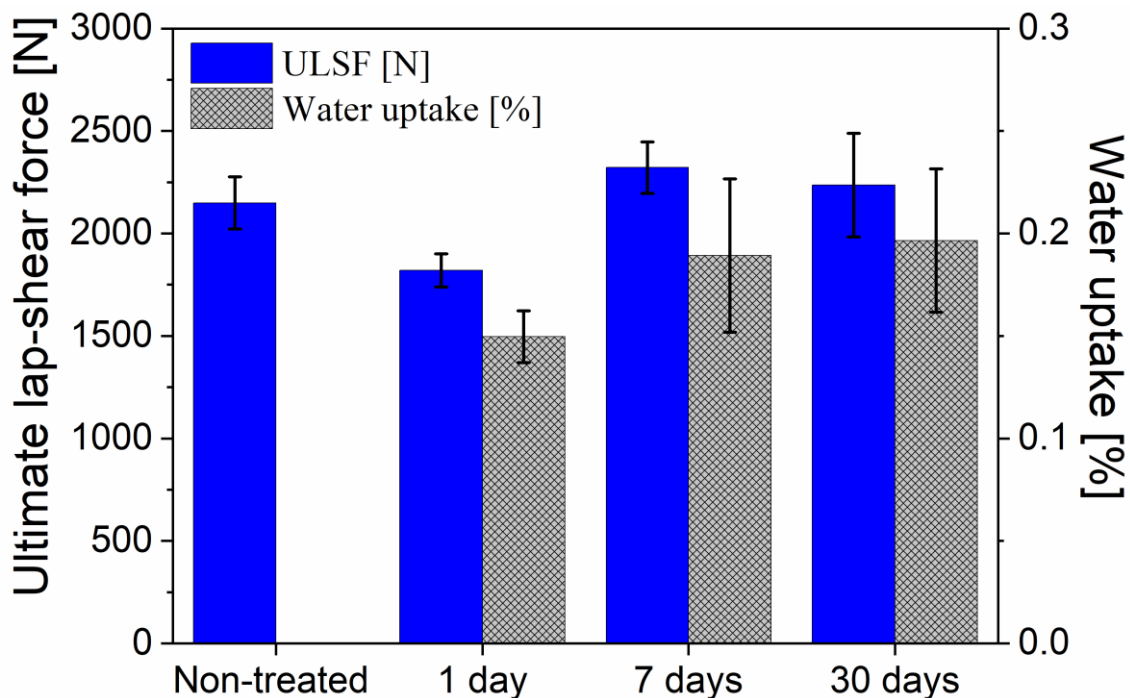 Ultimate lap-shear force [N]
3000
2500
2000
1500
1000
500
0
ULSF [N]
Water uptake [%]
0.3
0.2
0.1
0.0
Water uptake [%]
Non-treated
1 day
7 days
30 days